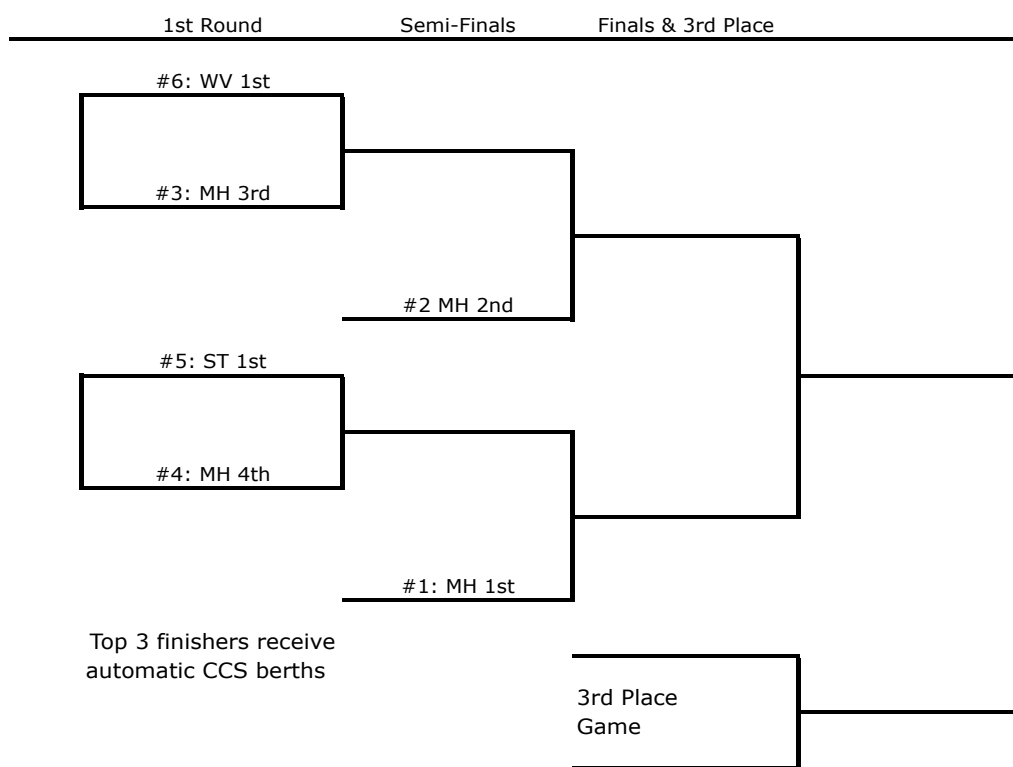 1st Round
Semi-Finals
Finals & 3rd Place
#6: WV 1st
#3: MH 3rd
#2 MH 2nd
#5: ST 1st
#4: MH 4th
#1: MH 1st
Top 3 finishers receive
automatic CCS berths
3rd Place
Game